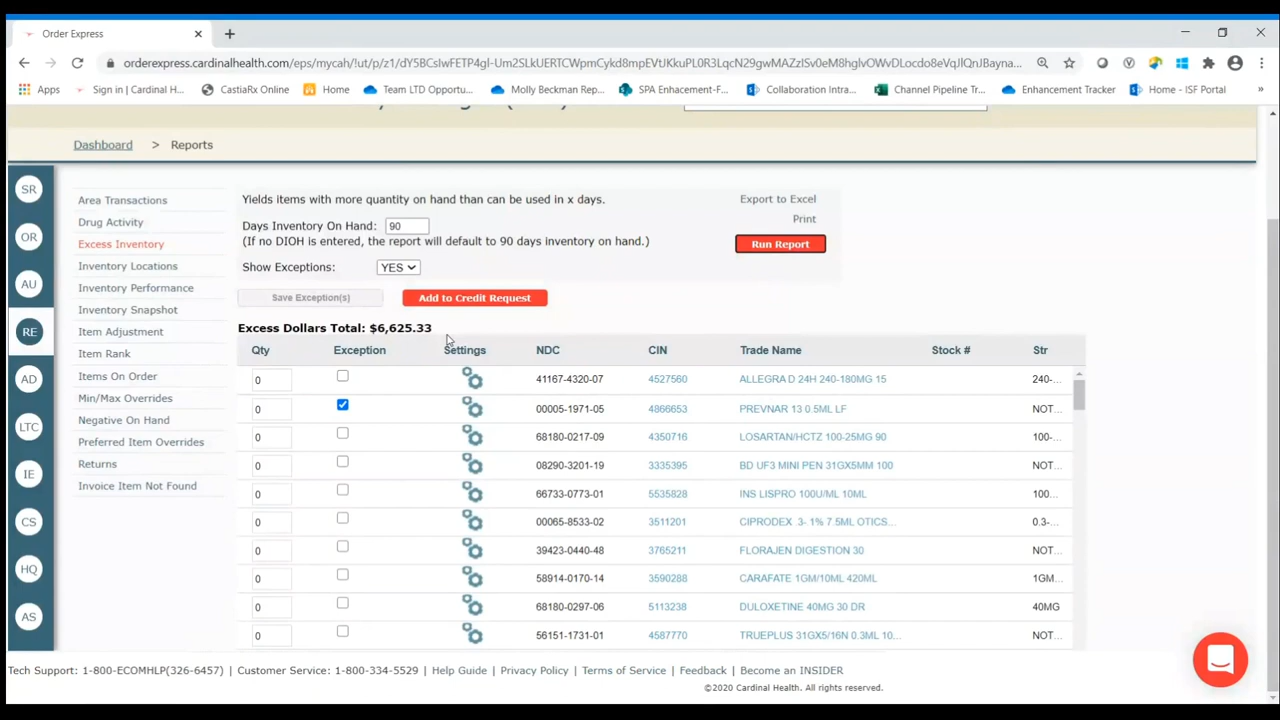 Order Express
orderexpress.cardinalhealth.com/eps/mycah/!ut/p/z1/
Apps Sign in | Cardinal H... CastiaRx Online Home Team LTD Opportu... Molly Beckman Rep... SPA Enhacement-F... Collaboration Intra... Channel Pipeline Tr... Enhancement Tracker Home - ISF Portal »
Dashboard > Reports
SR
OR
AU
RE
AD
LTC
IE
CS
HQ
AS
Area Transactions
Drug Activity
Excess Inventory
Inventory Locations
Inventory Performance
Inventory Snapshot
Item Adjustment
Item Rank
Items On Order
Min/Max Overrides
Negative On Hand
Preferred Item Overrides
Returns
Invoice Item Not Found
Yields items with more quantity on hand than can be used in x days.
Days Inventory On Hand: 90
(If no DIOH is entered, the report will default to 90 days inventory on hand.)
Show Exceptions: YES
Export to Excel
Print
Run Report
Save Exception(s) Add to Credit Request
Excess Dollars Total: $6,625.33
Qty Exception Settings NDC CIN Trade Name Stock # Str
0 41167-4320-07 4527560 ALLEGRA D 24H 240-180MG 15 240-...
0 00005-1971-05 4866653 PREVNAR 13 0.5ML LF NOT...
0 68180-0217-09 4350716 LOSARTAN/HCTZ 100-25MG 90 100-...
0 08290-3201-19 3335395 BD UF3 MINI PEN 31GX5MM 100 NOT...
0 66733-0773-01 5535828 INS LISPRO 100U/ML 10ML 100...
0 00065-8533-02 3511201 CIPRODEX 3- 1% 7.5ML OTICS... 0.3-...
0 39423-0440-48 3765211 FLORAJEN DIGESTION 30 NOT...
0 58914-0170-14 3590288 CARAFATE 1GM/10ML 420ML 1GM...
0 68180-0297-06 5113238 DULOXETINE 40MG 30 DR 40MG
0 56151-1731-01 4587770 TRUEPLUS 31GX5/16N 0.3ML 10... NOT...
Tech Support: 1-800-ECOMHLP(326-6457) | Customer Service: 1-800-334-5529 | Help Guide | Privacy Policy | Terms of Service | Feedback | Become an INSIDER
©2020 Cardinal Health. All rights reserved.